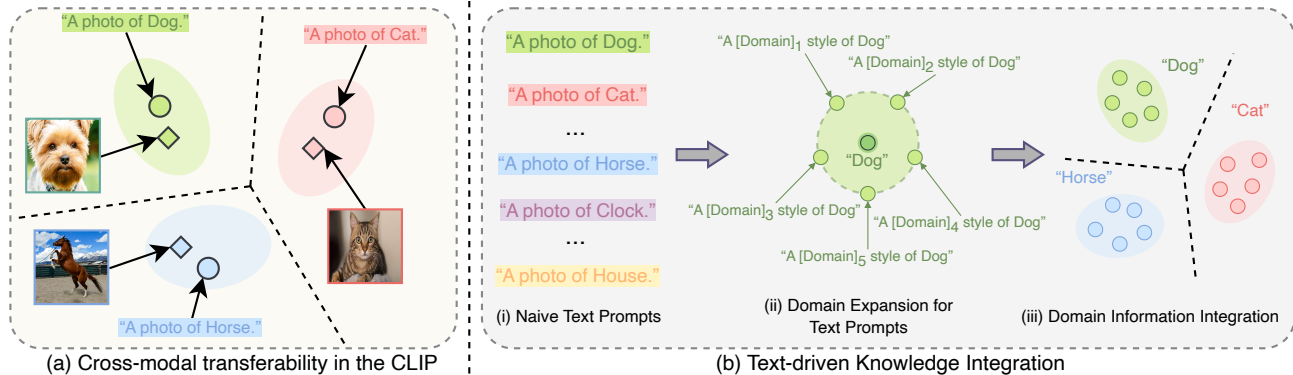 “A photo of Dog.”
“A photo of Cat.”
“A photo of Horse.”
(a) Cross-modal transferability in the CLIP
“A photo of Dog.”
“A photo of Cat.”
...
“A photo of Horse.”
“A photo of Clock.”
...
“A photo of House.”
(i) Naive Text Prompts
“A [Domain]1 style of Dog”
“A [Domain]2 style of Dog”
“Dog”
“A [Domain]3 style of Dog”
“A [Domain]4 style of Dog”
“A [Domain]5 style of Dog”
(ii) Domain Expansion for
Text Prompts
“Dog”
“Cat”
“Horse”
(iii) Domain Information Integration
(b) Text-driven Knowledge Integration